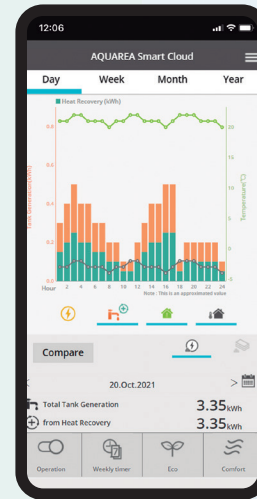 12:06
AQUAREA Smart Cloud
Day Week Month Year
Heat Recovery (kWh)
Tank Generation(kWh)
Temperature(°C)
0.8
0.6
0.4
0.2
0.0
20
15
10
5
0
-5
Hour 2 4 6 8 10 12 14 16 18 20 22 24
Note : This is an approximated value
Compare
< 20.Oct.2021 >
Total Tank Generation 3.35kWh
from Heat Recovery 3.35kWh
Operation Weekly timer Eco Comfort